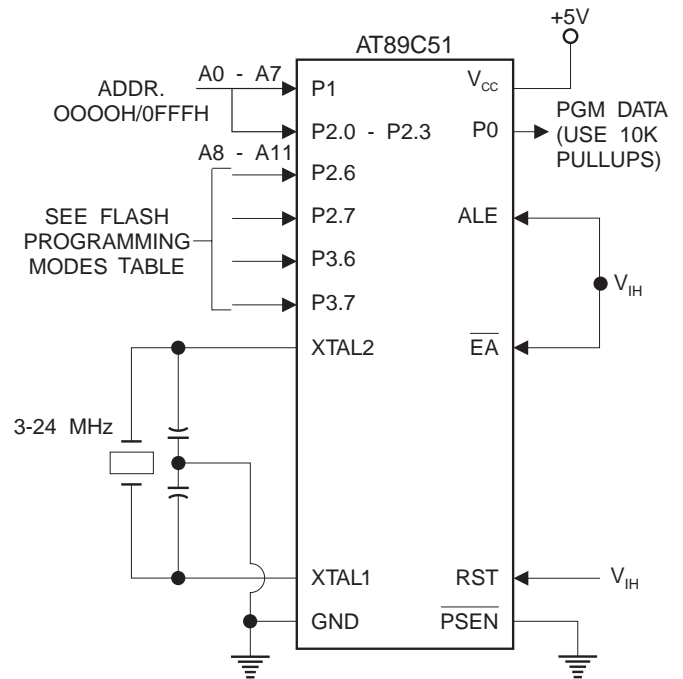 +5V
AT89C51
A0 - A7
ADDR.
OOOOH/0FFFH
P1
VCC
P2.0 - P2.3
P0
PGM DATA
(USE 10K
PULLUPS)
A8 - A11
P2.6
SEE FLASH
PROGRAMMING
MODES TABLE
P2.7
ALE
P3.6
VIH
P3.7
XTAL2
EA
3-24 MHz
XTAL1
RST
VIH
GND
PSEN